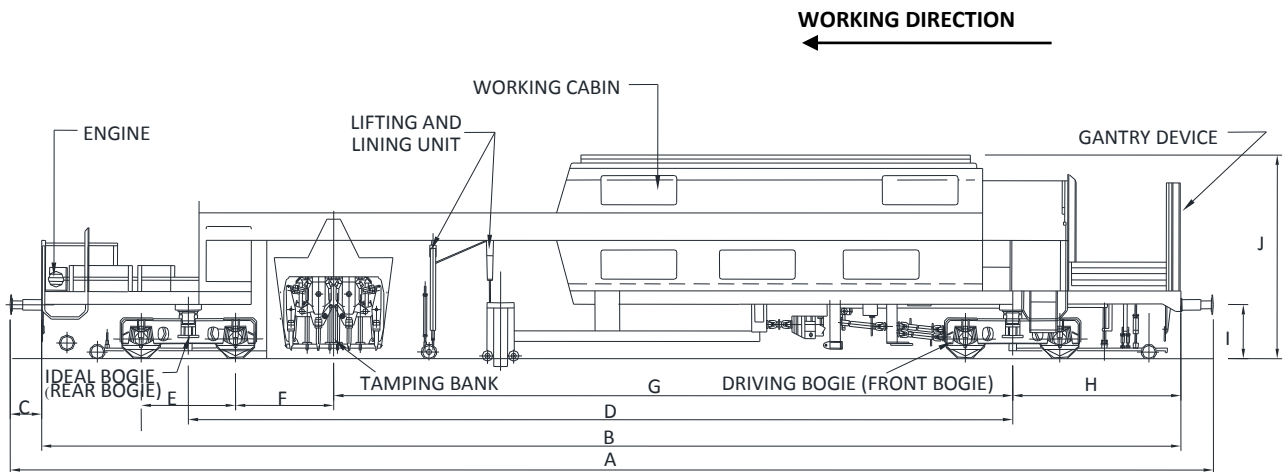 WORKING DIRECTION
WORKING CABIN
ENGINE
LIFTING AND
LINING UNIT
GANTRY DEVICE
J
I
IDEAL BOGIE
(REAR BOGIE)
TAMPING BANK
DRIVING BOGIE (FRONT BOGIE)
C
E
F
G
H
D
B
A